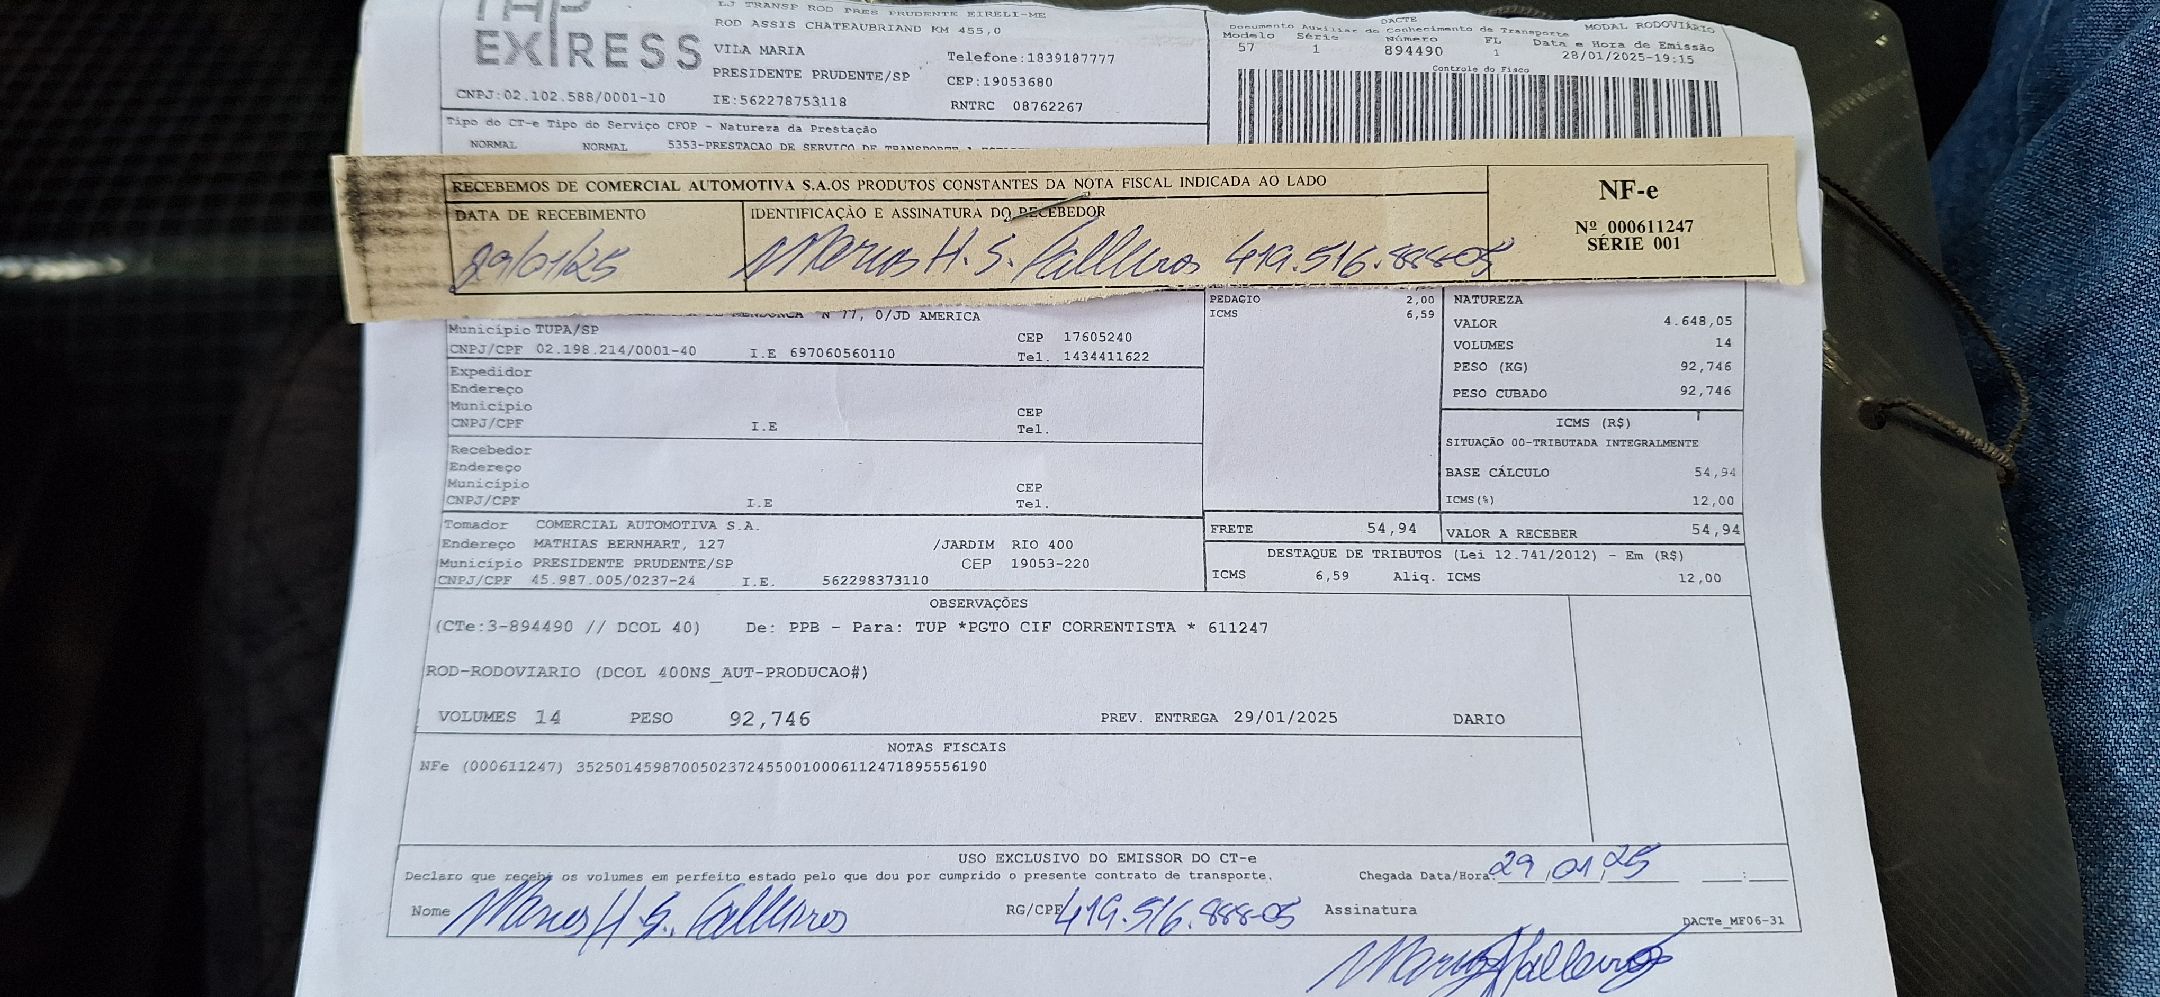 EXPRESS
LJ TRANSP ROD PRES PRUDENTE EIRELI-ME
ROD ASSIS CHATEAUBRIAND KM 455,0
VILA MARIA
Telefone:1839187777
PRESIDENTE PRUDENTE/SP
CEP:19053680
CNPJ:02.102.588/0001-10
IE:562278753118
RNTRC 08762267
DACTE
Documento Auxiliar do Conhecimento de Transporte
MODAL RODOVIÁRIO
Modelo Série Número FL Data e Hora de Emissão
57 1 894490 1 28/01/2025-19:15
Controle do Fisco
Tipo do CT-e Tipo do Serviço CFOP - Natureza da Prestação
NORMAL NORMAL 5353-PRESTACAO DE SERVICO DE TRANSPORTE
RECEBEMOS DE COMERCIAL AUTOMOTIVA S.A.OS PRODUTOS CONSTANTES DA NOTA FISCAL INDICADA AO LADO
DATA DE RECEBIMENTO
IDENTIFICAÇÃO E ASSINATURA DO RECEBEDOR
29/01/25
Marcos H. S. 419.516.888-05
NF-e
Nº 000611247
SÉRIE 001
N 77, 0/JD AMERICA
Município TUPA/SP
CEP 17605240
CNPJ/CPF 02.198.214/0001-40 I.E 697060560110 Tel. 1434411622
Expedidor
Endereço
Município CEP
CNPJ/CPF I.E Tel.
Recebedor
Endereço
Município CEP
CNPJ/CPF I.E Tel.
Tomador COMERCIAL AUTOMOTIVA S.A.
Endereço MATHIAS BERNHART, 127 /JARDIM RIO 400
Município PRESIDENTE PRUDENTE/SP CEP 19053-220
CNPJ/CPF 45.987.005/0237-24 I.E. 562298373110
PEDAGIO 2,00
ICMS 6,59
NATUREZA
VALOR 4.648,05
VOLUMES 14
PESO (KG) 92,746
PESO CUBADO 92,746
ICMS (R$)
SITUAÇÃO 00-TRIBUTADA INTEGRALMENTE
BASE CÁLCULO 54,94
ICMS(%) 12,00
FRETE 54,94
VALOR A RECEBER 54,94
DESTAQUE DE TRIBUTOS (Lei 12.741/2012) - Em (R$)
ICMS 6,59 Aliq. ICMS 12,00
OBSERVAÇÕES
(CTe:3-894490 // DCOL 40) De: PPB - Para: TUP *PGTO CIF CORRENTISTA * 611247
ROD-RODOVIARIO (DCOL 400NS_AUT-PRODUCAO#)
VOLUMES 14 PESO 92,746 PREV. ENTREGA 29/01/2025 DARIO
NOTAS FISCAIS
NFe (000611247) 35250145987005023724550010006112471895556190
USO EXCLUSIVO DO EMISSOR DO CT-e
Declaro que recebi os volumes em perfeito estado pelo que dou por cumprido o presente contrato de transporte.
Chegada Data/Hora: 29/01/25 :
Nome Marcos H. S.
RG/CPF 419.516.888-05
Assinatura
DACTe_MF06-31